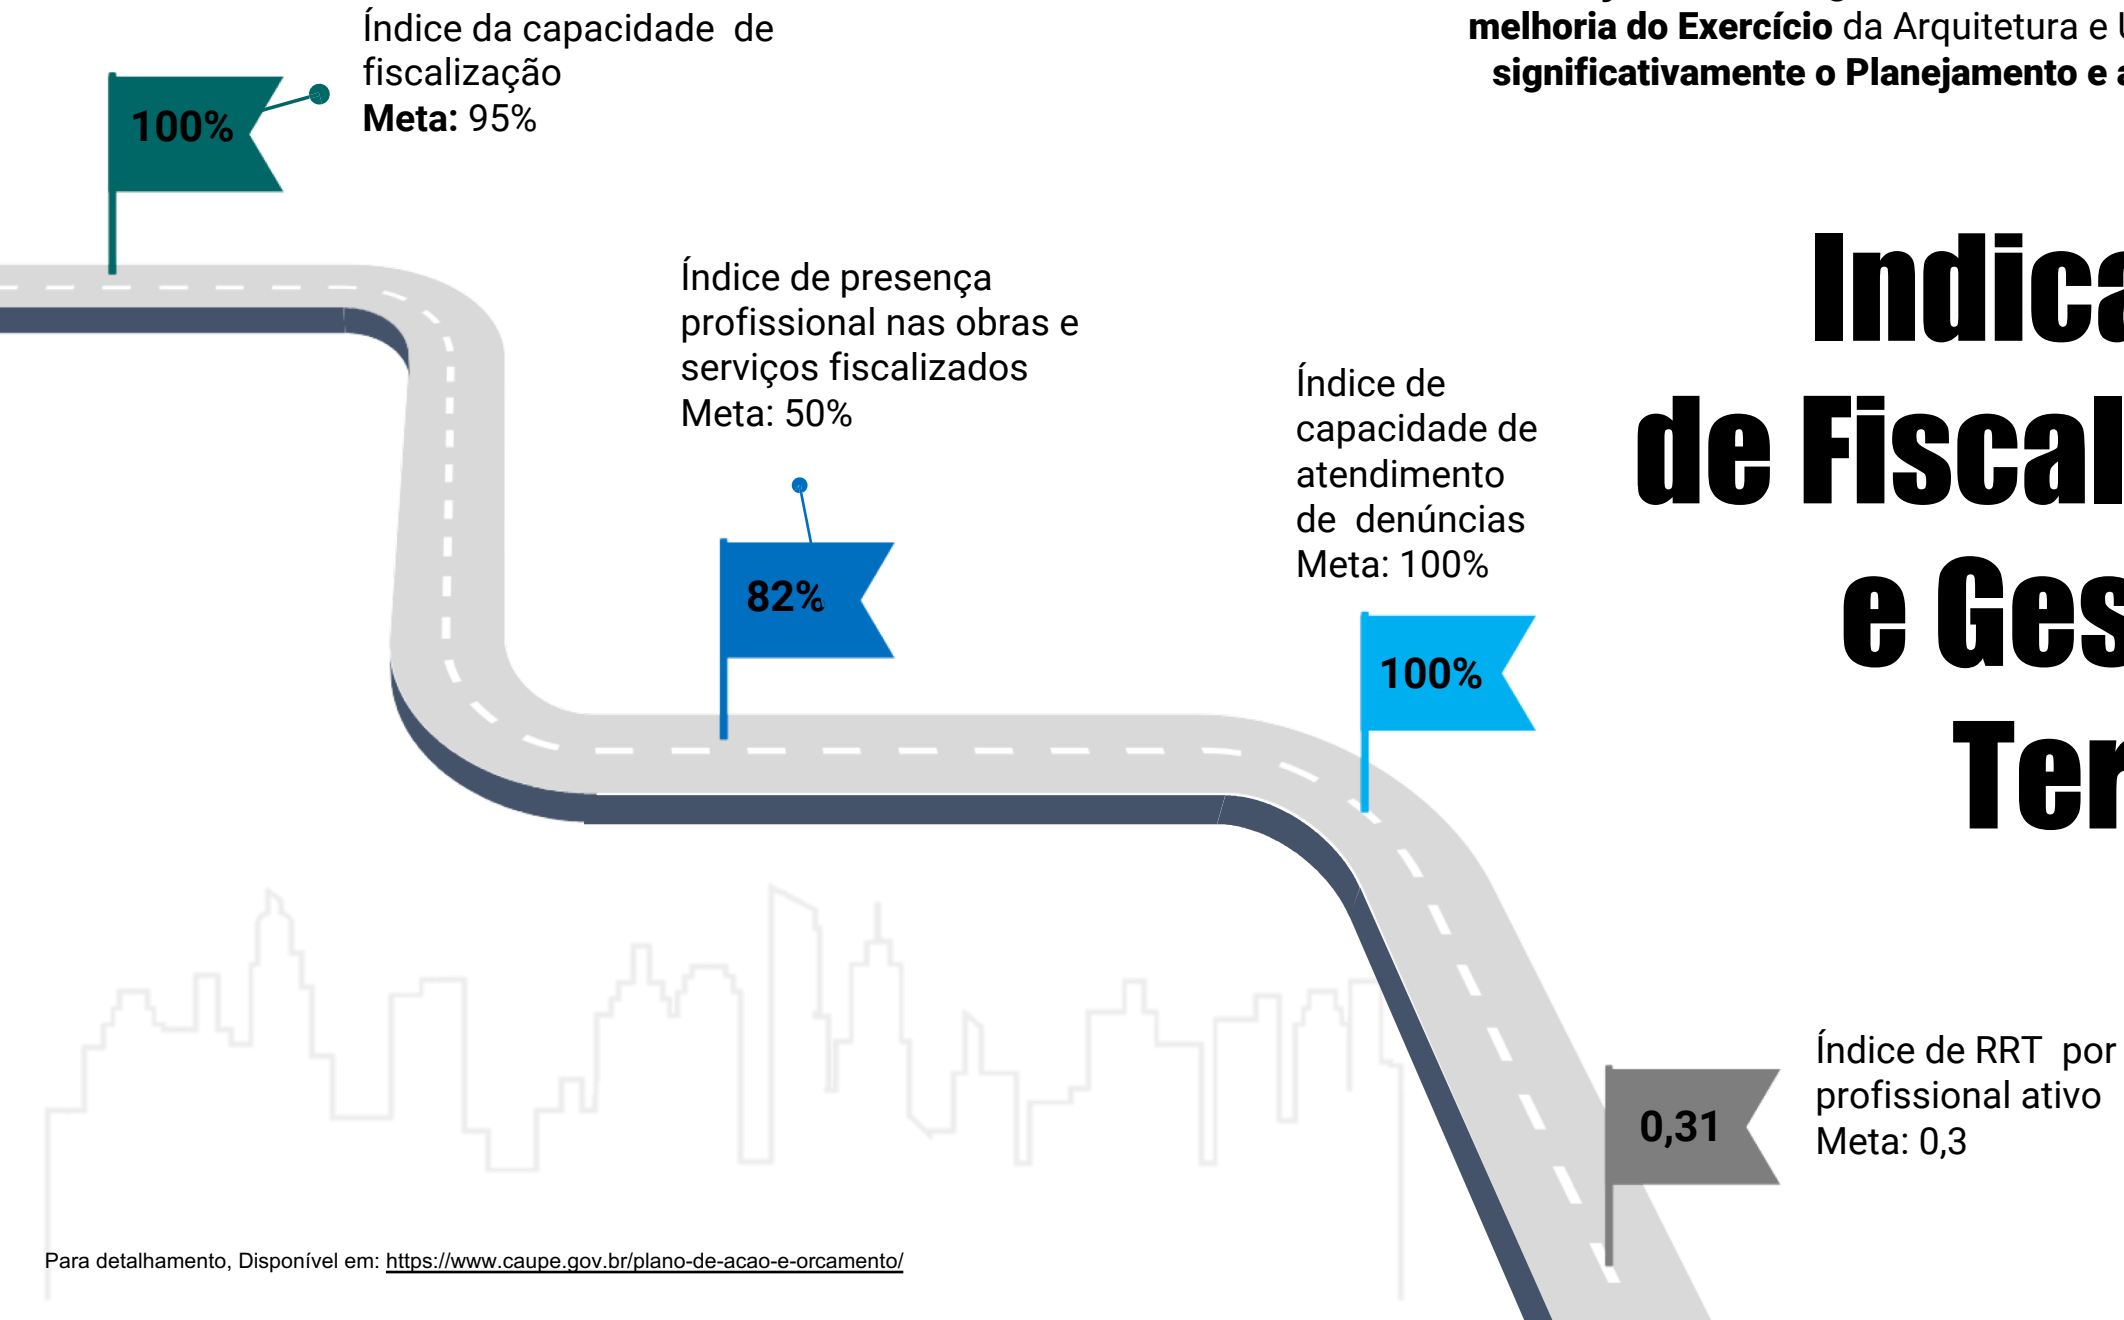 Índice da capacidade de
fiscalização
Meta: 95%
100%
melhoria do Exercício da Arquitetura e
significativamente o Planejamento e
Índice de presença
profissional nas obras e
serviços fiscalizados
Meta: 50%
82%
Índice de
capacidade de
atendimento
de denúncias
Meta: 100%
100%
Indica
de Fiscal
e Ges
Ter
Índice de RRT por
profissional ativo
Meta: 0,3
0,31
Para detalhamento, Disponível em: https://www.caupe.gov.br/plano-de-acao-e-orcamento/